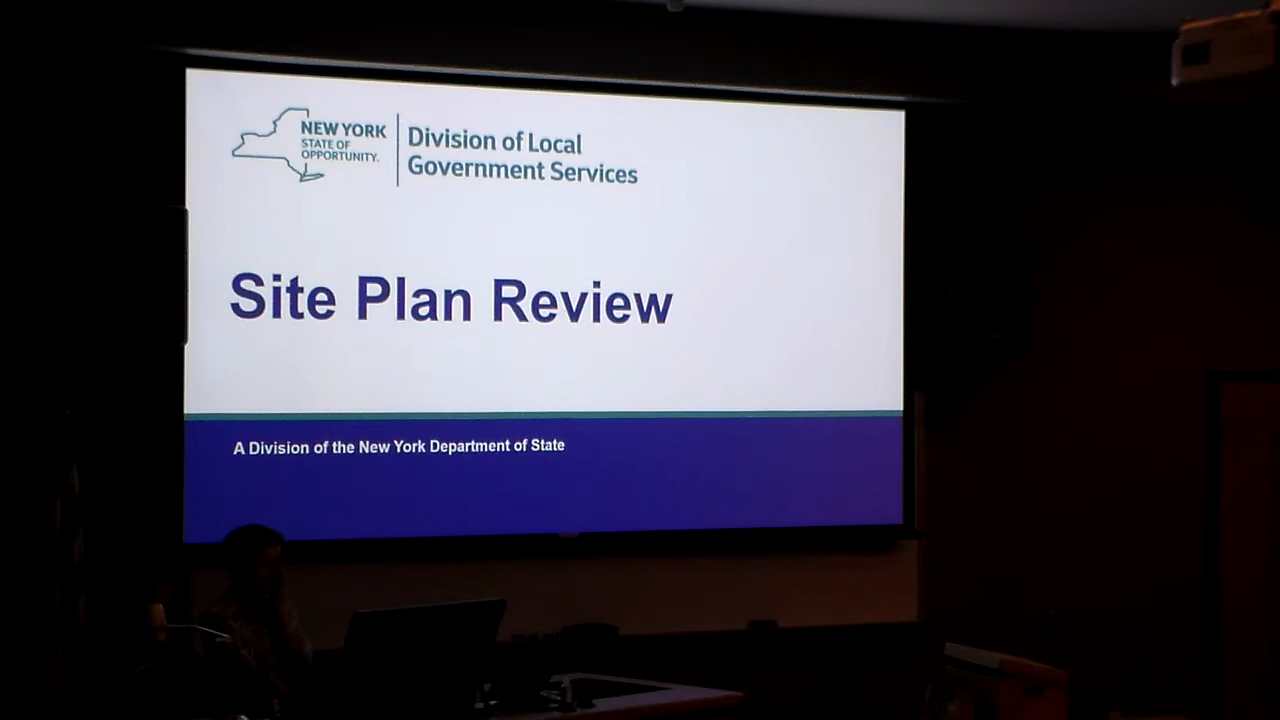 NEW YORK
STATE OF
OPPORTUNITY.
Division of Local
Government Services
Site Plan Review
A Division of the New York Department of State